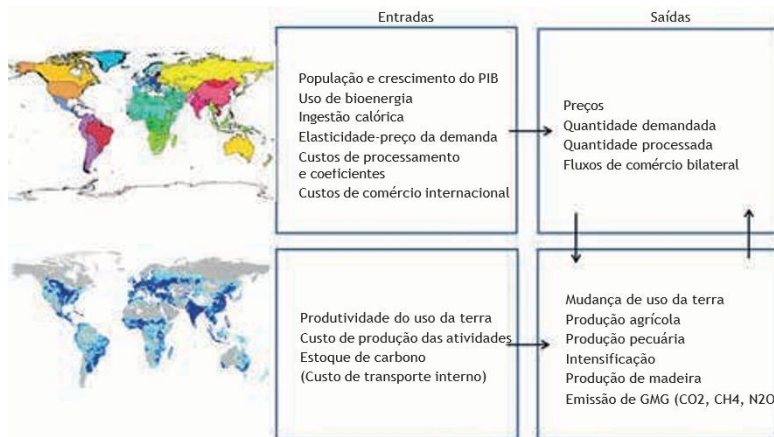 Entradas
Saídas
População e crescimento do PIB
Uso de bioenergia
Ingestão calórica
Elasticidade-preço da demanda
Custos de processamento
e coeficientes
Custos de comércio internacional
Preços
Quantidade demandada
Quantidade processada
Fluxos de comércio bilateral
Produtividade do uso da terra
Custo de produção das atividades
Estoque de carbono
(Custo de transporte interno)
Mudança de uso da terra
Produção agrícola
Produção pecuária
Intensificação
Produção de madeira
Emissão de GMG (CO2, CH4, N2O